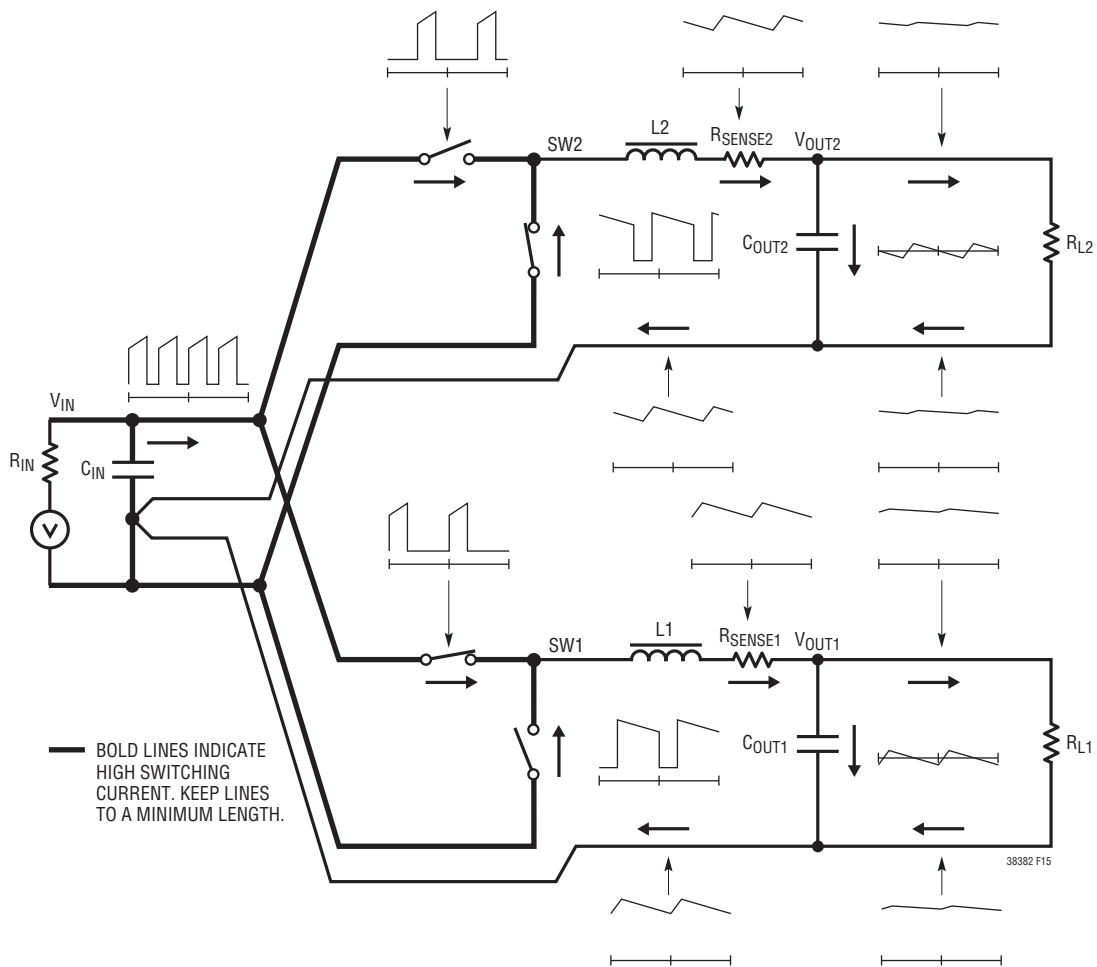 SW2
L2
RSENSE2
VOUT2
COUT2
RL2
VIN
RIN
CIN
V
SW1
L1
RSENSE1
VOUT1
COUT1
RL1
BOLD LINES INDICATE
HIGH SWITCHING
CURRENT. KEEP LINES
TO A MINIMUM LENGTH.
38382 F15